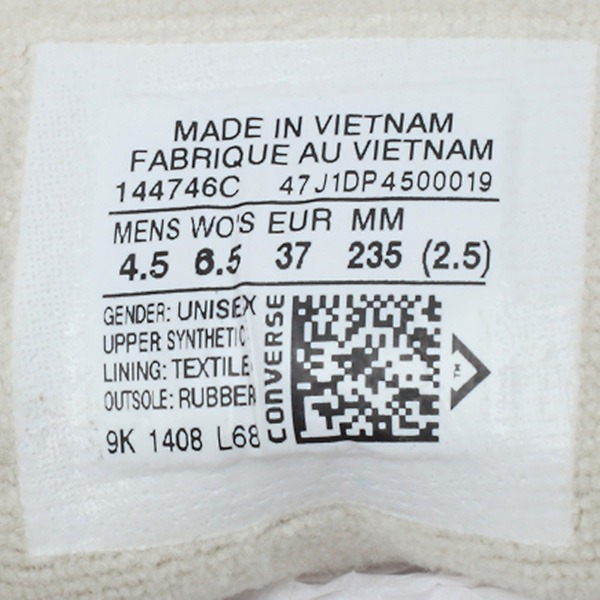 MADE IN VIETNAM
FABRIQUE AU VIETNAM
144746C 47J1DP4500019
MENS WO'S EUR MM
4.5 6.5 37 235 (2.5)
GENDER: UNISEX
UPPER: SYNTHETIC
LINING: TEXTILE
OUTSOLE: RUBBER
9K 1408 L68
CONVERSE
TM